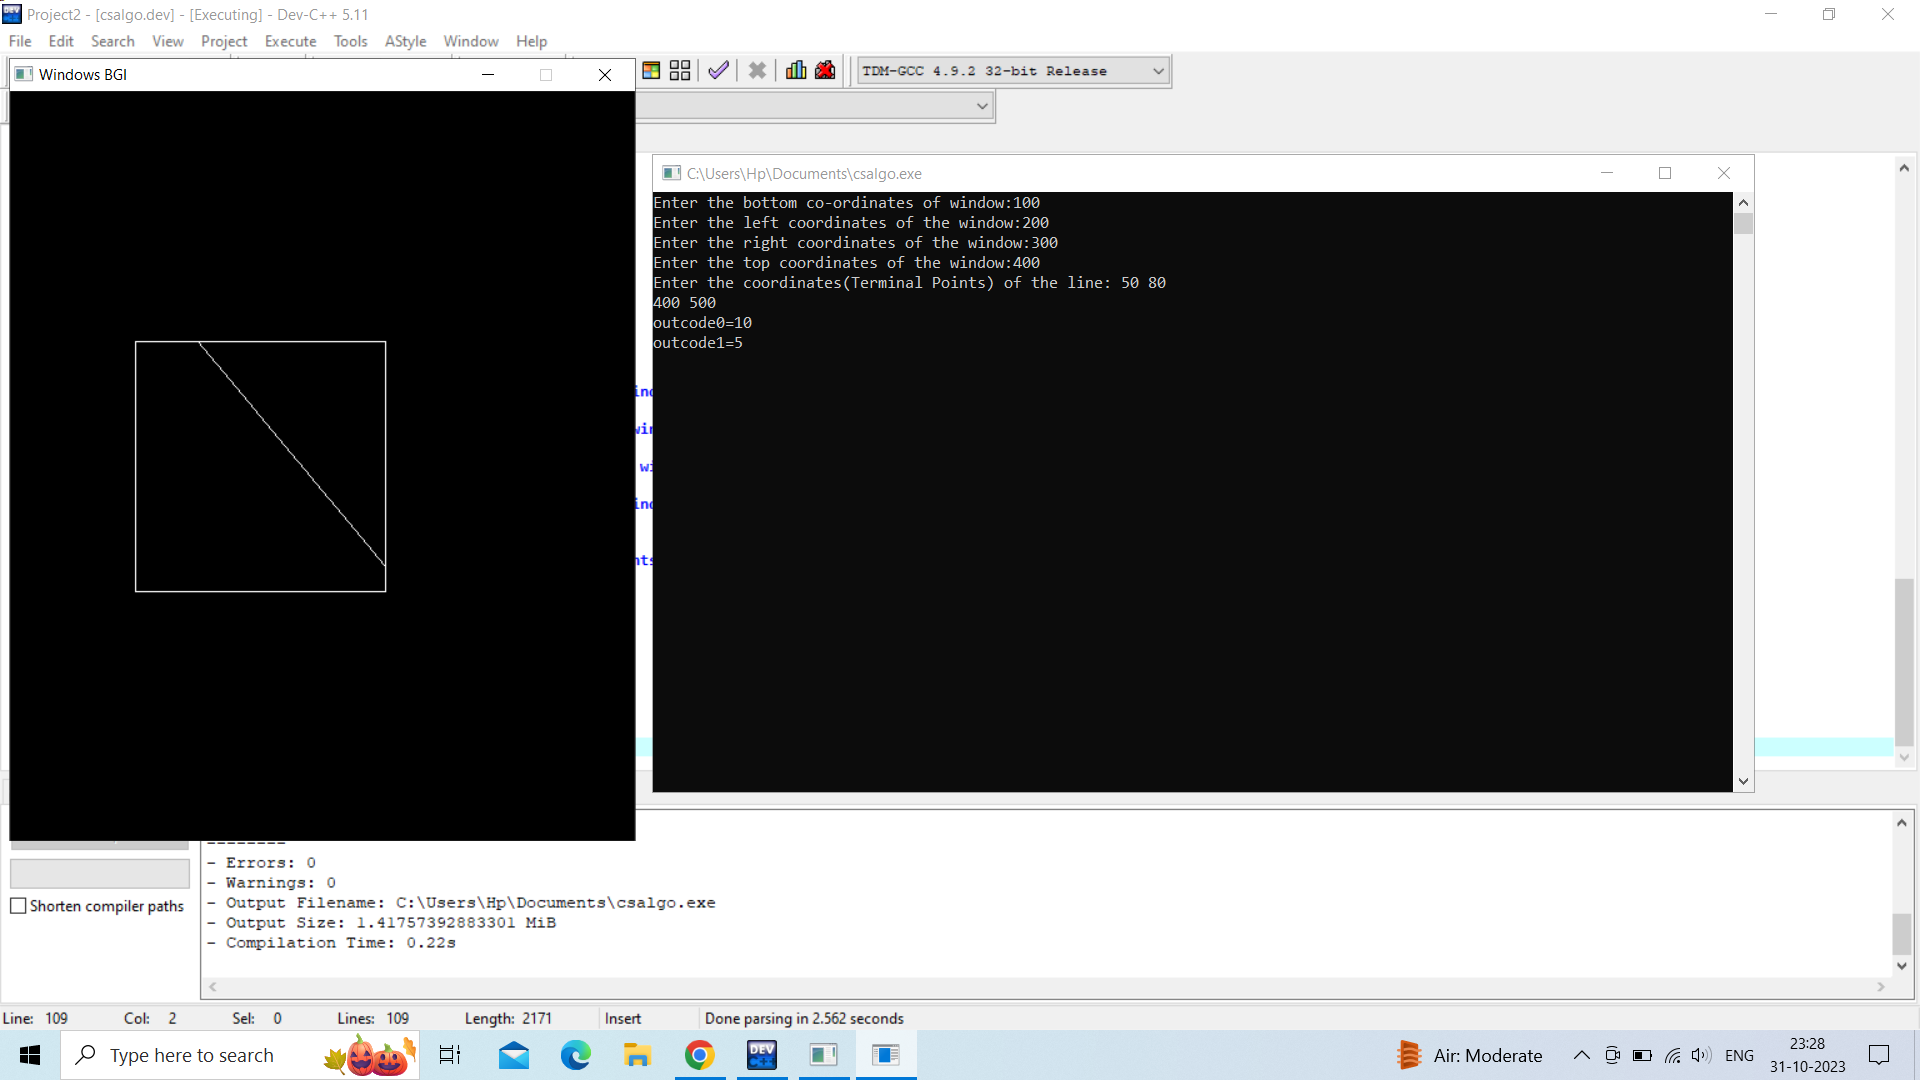 Project2 - [csalgo.dev] - [Executing] - Dev-C++ 5.11
File Edit Search View Project Execute Tools AStyle Window Help
Windows BGI
TDM-GCC 4.9.2 32-bit Release
C:\Users\Hp\Documents\csalgo.exe
Enter the bottom co-ordinates of window:100
Enter the left coordinates of the window:200
Enter the right coordinates of the window:300
Enter the top coordinates of the window:400
Enter the coordinates(Terminal Points) of the line: 50 80
400 500
outcode0=10
outcode1=5
--------
- Errors: 0
- Warnings: 0
- Output Filename: C:\Users\Hp\Documents\csalgo.exe
- Output Size: 1.41757392883301 MiB
- Compilation Time: 0.22s
Shorten compiler paths
Line: 109 Col: 2 Sel: 0 Lines: 109 Length: 2171 Insert Done parsing in 2.562 seconds
Type here to search
DEV C++
Air: Moderate
ENG
23:28
31-10-2023